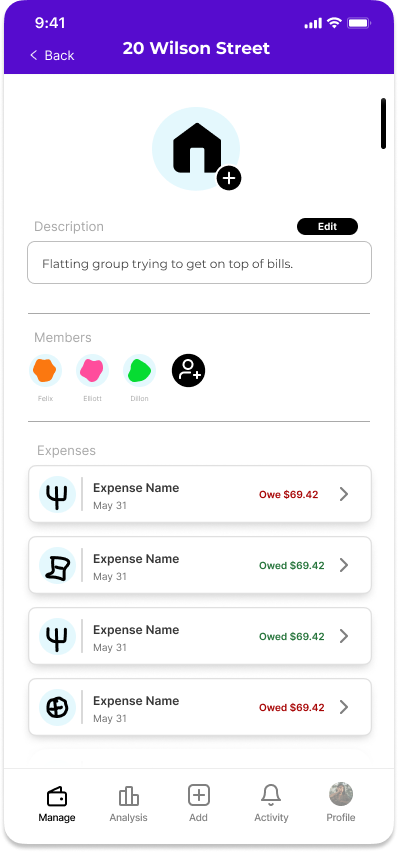 9:41
Back
20 Wilson Street
Description
Edit
Flatting group trying to get on top of bills.
Members
Felix
Elliott
Dillon
Expenses
Expense Name
Owe $69.42
May 31
Expense Name
Owed $69.42
May 31
Expense Name
Owed $69.42
May 31
Expense Name
Owed $69.42
May 31
Manage
Analysis
Add
Activity
Profile